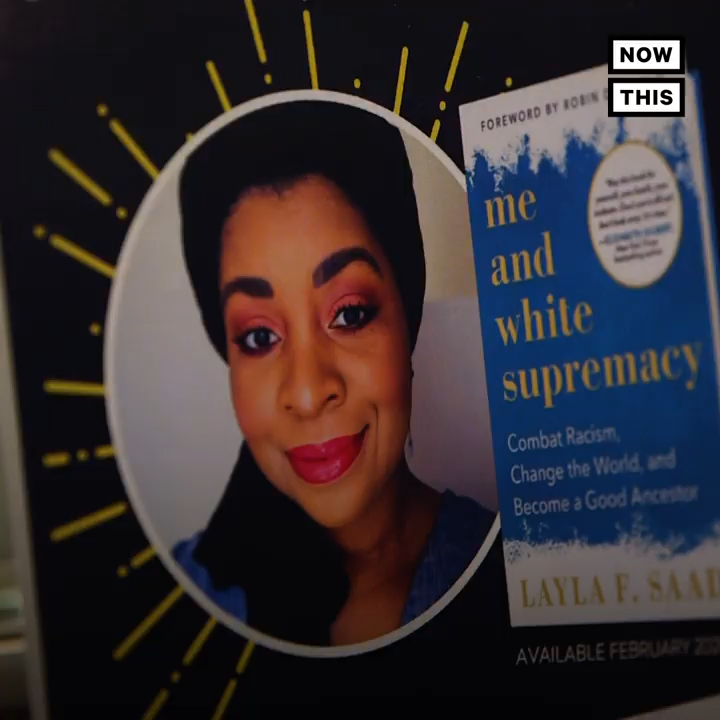 NOW
THIS
FOREWORD BY ROBIN
me
and
white
supremacy
Combat Racism,
Change the World, and
Become a Good Ancestor
LAYLA F. SAAD
AVAILABLE FEBRUARY